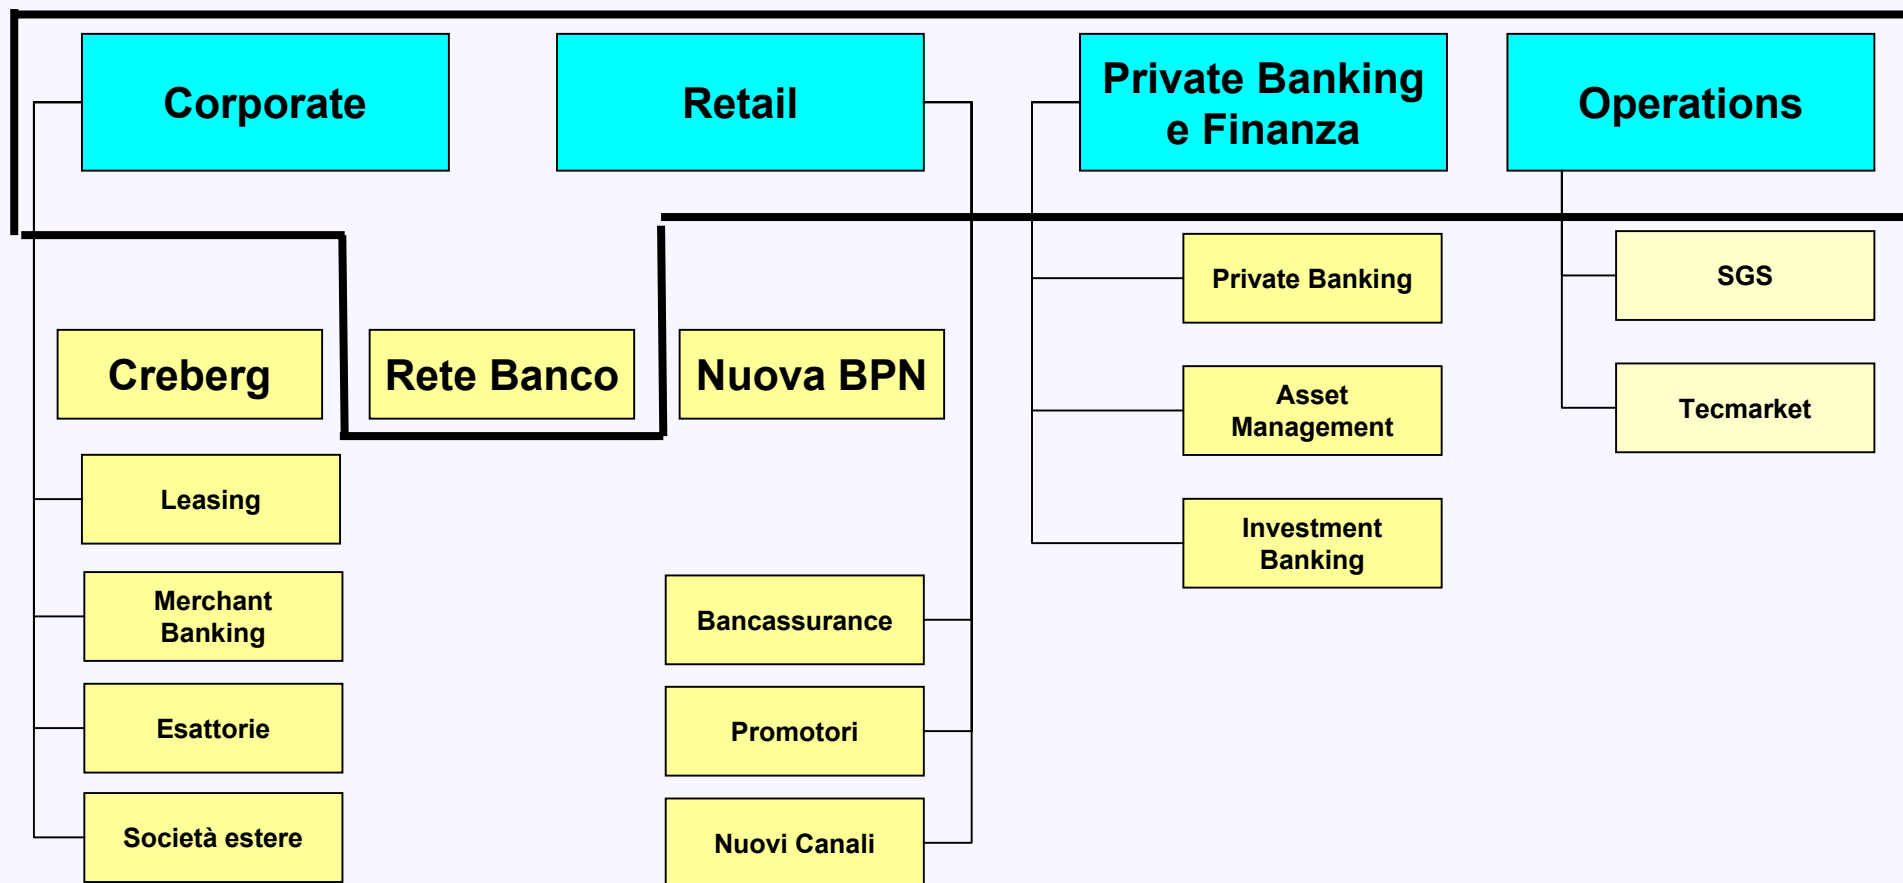 Corporate
Retail
Private Banking
e Finanza
Operations
Private Banking
SGS
Creberg
Rete Banco
Nuova BPN
Asset
Management
Tecmarket
Leasing
Investment
Banking
Merchant
Banking
Bancassurance
Esattorie
Promotori
Società estere
Nuovi Canali